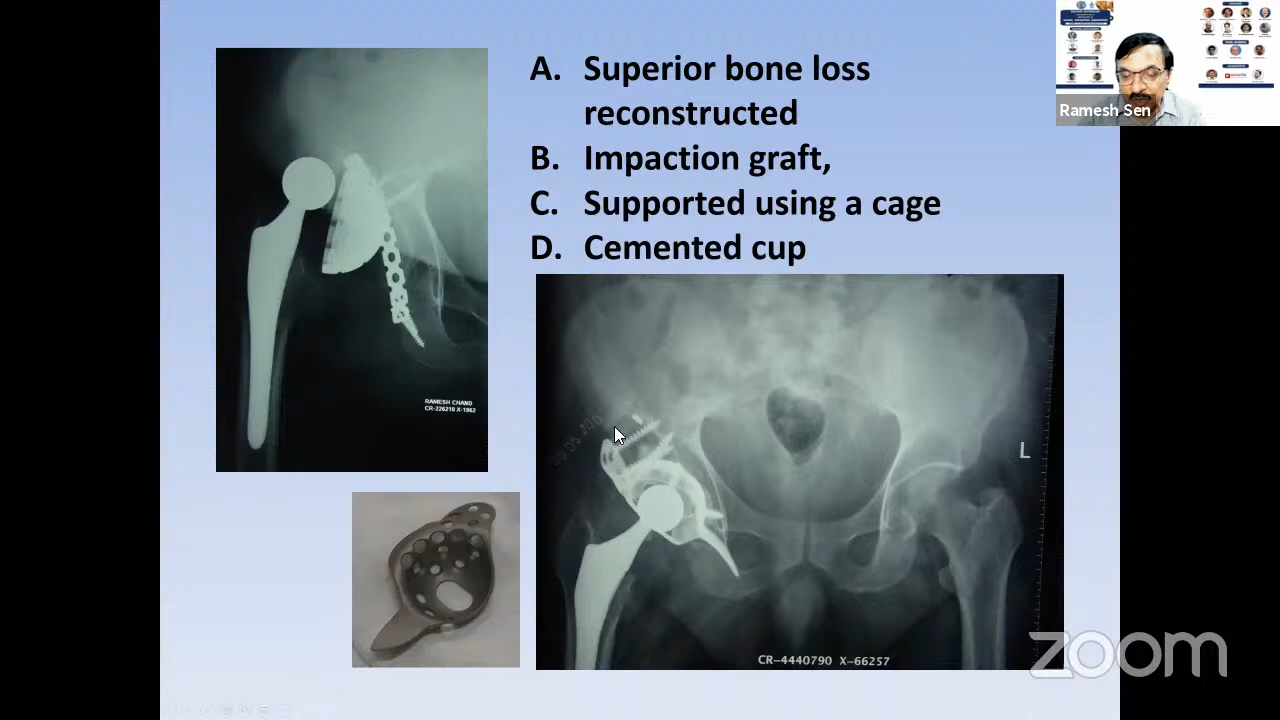 A. Superior bone loss
reconstructed
B. Impaction graft,
C. Supported using a cage
D. Cemented cup
Ramesh Sen
RAMESH CHAND
CR-226210 X-1962
L
CR-4440790 X-66257
zoom